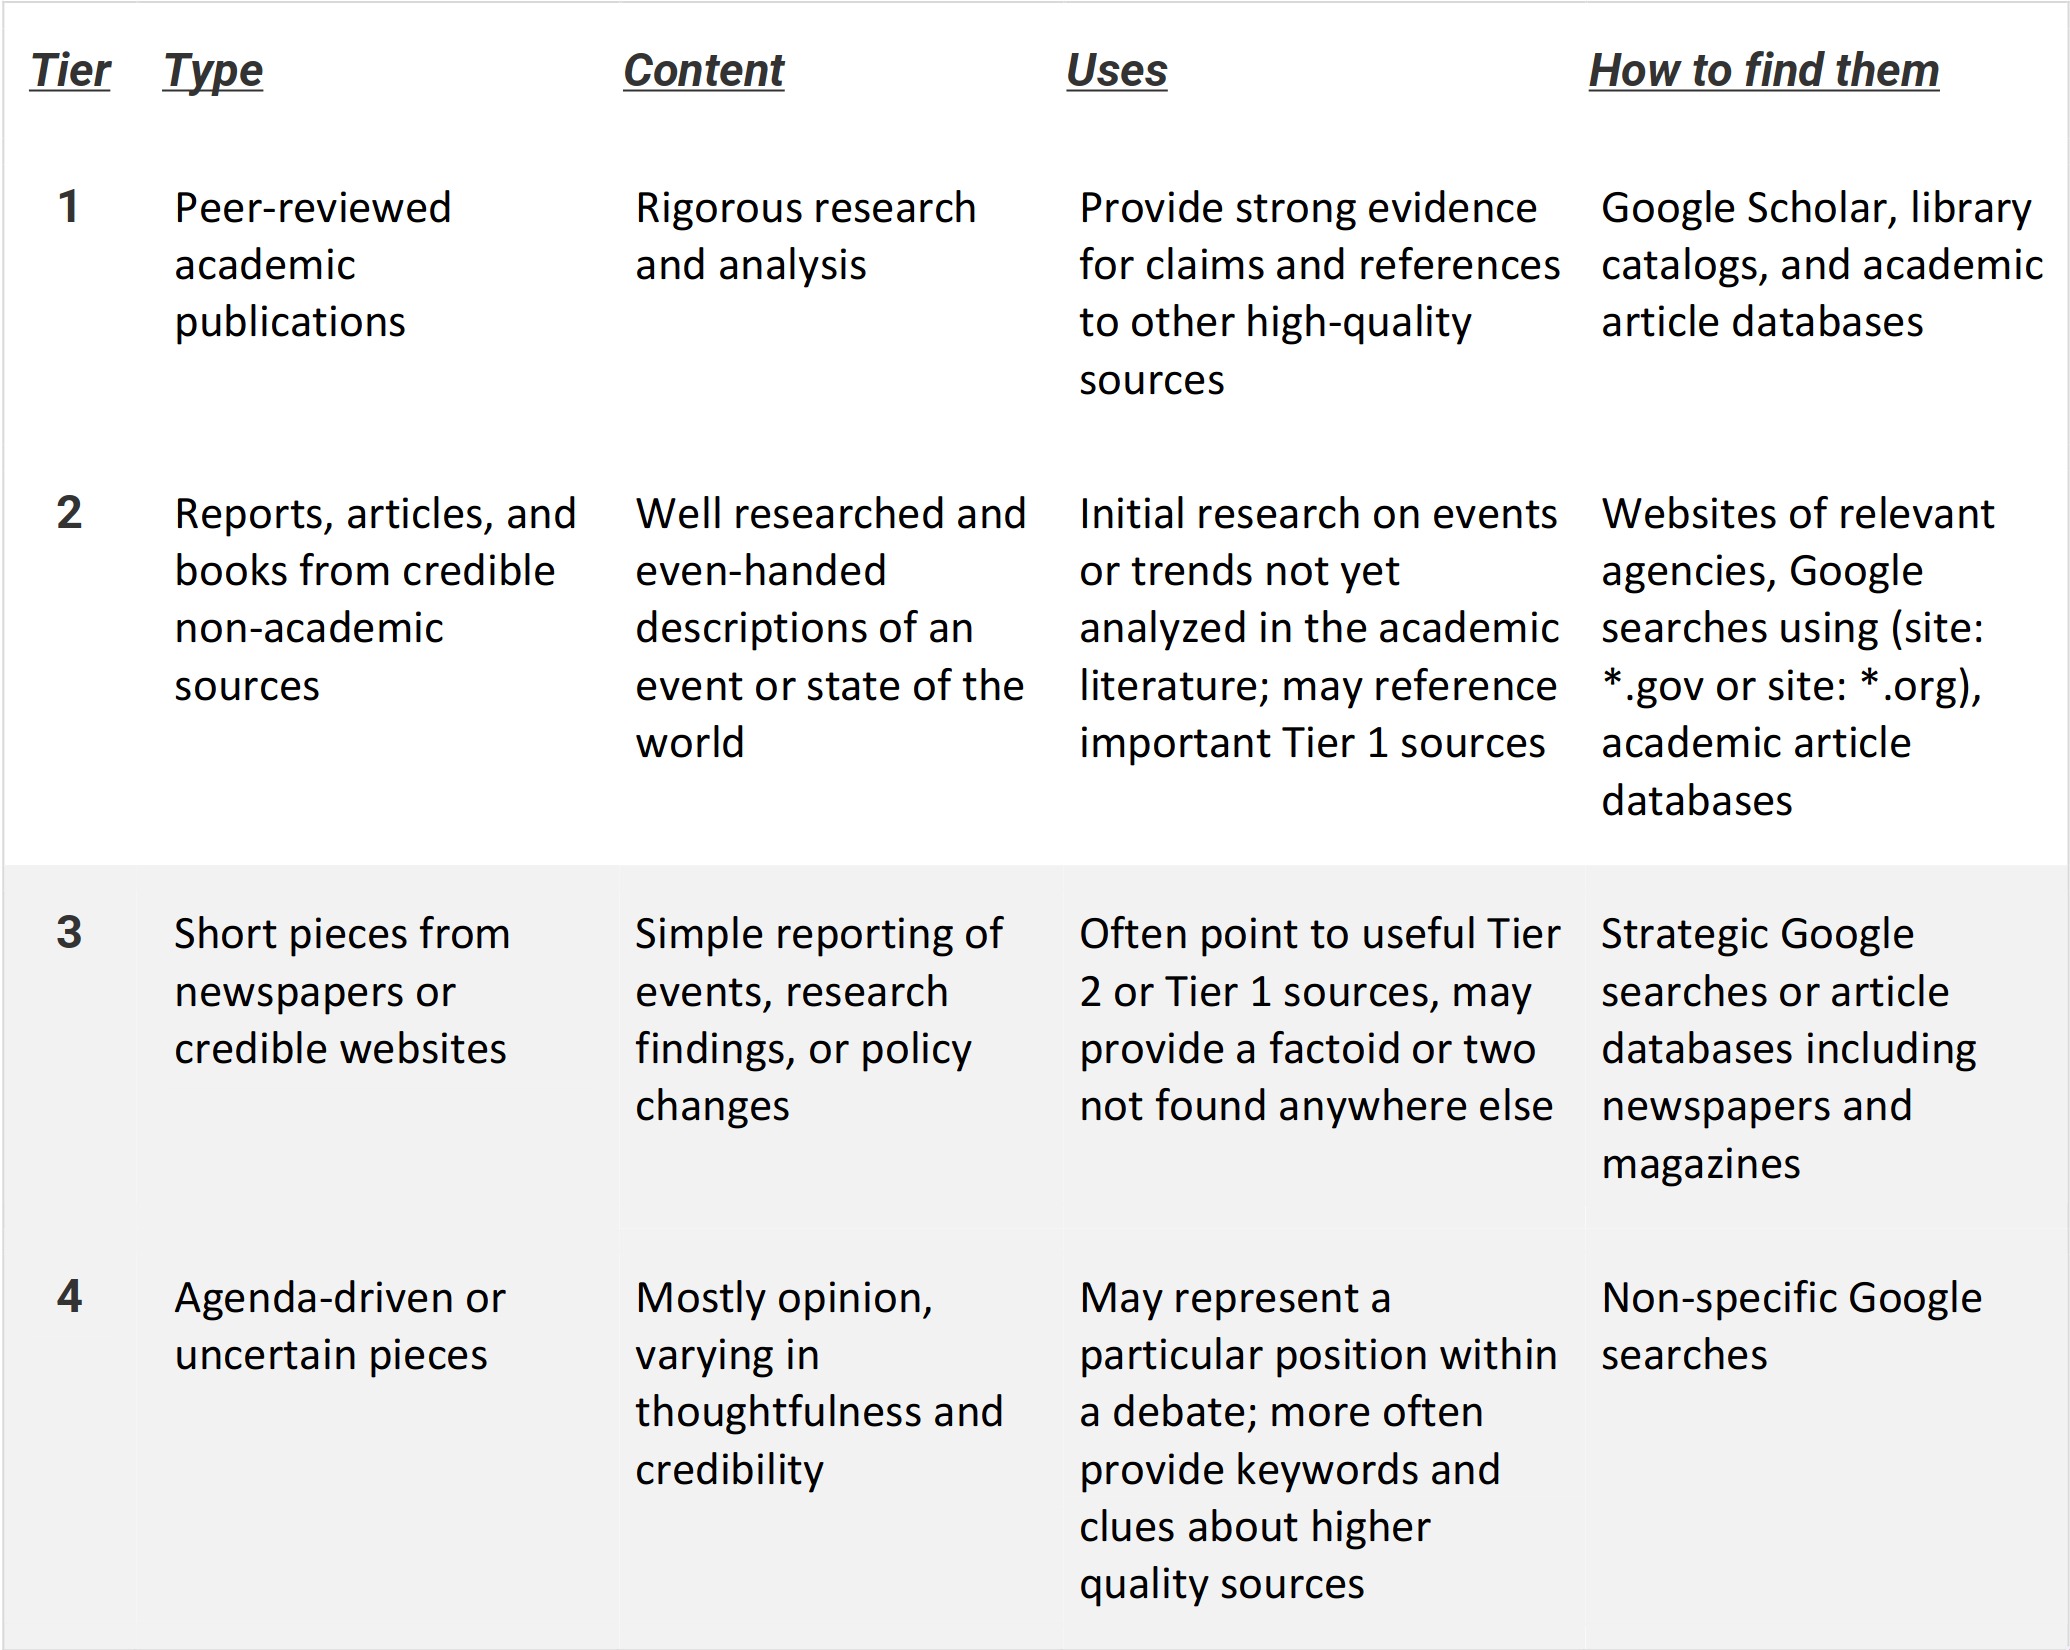 Tier Type Content Uses How to find them
1 Peer-reviewed Rigorous research Provide strong evidence Google Scholar, library
academic and analysis for claims and references catalogs, and academic
publications to other high-quality article databases
sources
2 Reports, articles, and Well researched and Initial research on events Websites of relevant
books from credible even-handed or trends not yet agencies, Google
non-academic descriptions of an analyzed in the academic searches using (site:
sources event or state of the literature; may reference *.gov or site: *.org),
world important Tier 1 sources academic article
databases
3 Short pieces from Simple reporting of Often point to useful Tier Strategic Google
newspapers or events, research 2 or Tier 1 sources, may searches or article
credible websites findings, or policy provide a factoid or two databases including
changes not found anywhere else newspapers and
magazines
4 Agenda-driven or Mostly opinion, May represent a Non-specific Google
uncertain pieces varying in particular position within searches
thoughtfulness and a debate; more often
credibility provide keywords and
clues about higher
quality sources